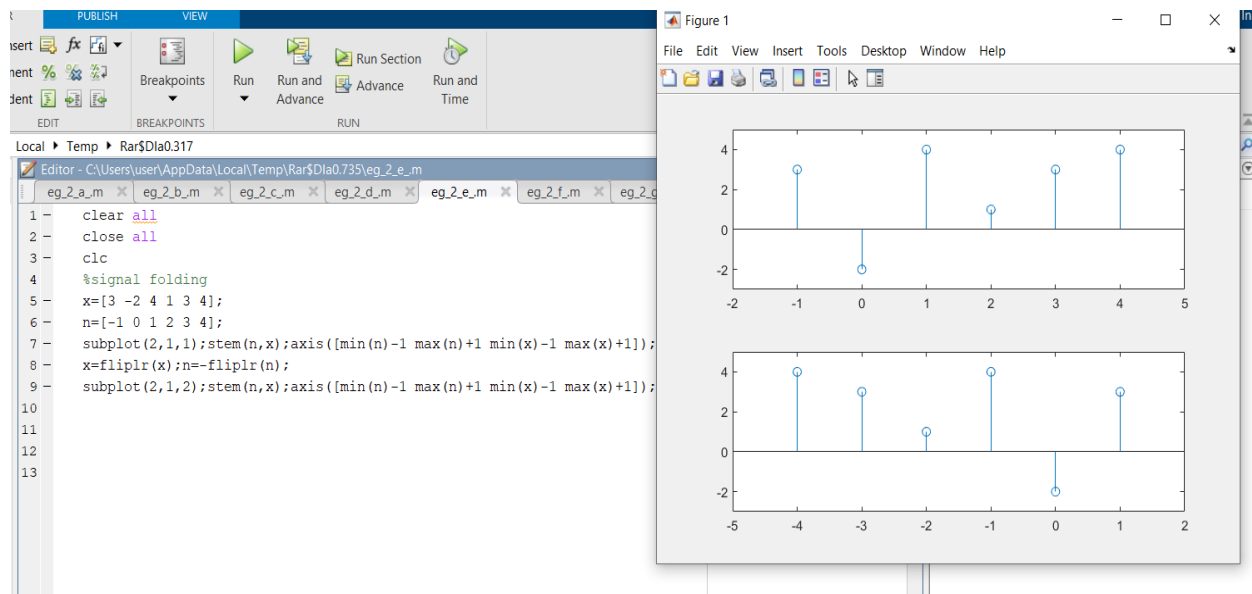 PUBLISH VIEW
nsert fx
Breakpoints Run Run and Advance Run Section Advance Run and Time
EDIT BREAKPOINTS RUN
Local Temp Rar$DIa0.317
Editor - C:\Users\user\AppData\Local\Temp\Rar$DIa0.735\eg_2_e_.m
eg_2_a_.m eg_2_b_.m eg_2_c_.m eg_2_d_.m eg_2_e_.m eg_2_f_.m eg_2_g
1 clear all
2 close all
3 clc
4 %signal folding
5 x=[3 -2 4 1 3 4];
6 n=[-1 0 1 2 3 4];
7 subplot(2,1,1);stem(n,x);axis([min(n)-1 max(n)+1 min(x)-1 max(x)+1]);
8 x=fliplr(x);n=-fliplr(n);
9 subplot(2,1,2);stem(n,x);axis([min(n)-1 max(n)+1 min(x)-1 max(x)+1]);
10
11
12
13
Figure 1
File Edit View Insert Tools Desktop Window Help
4
2
0
-2
-2 -1 0 1 2 3 4 5
4
2
0
-2
-5 -4 -3 -2 -1 0 1 2
In